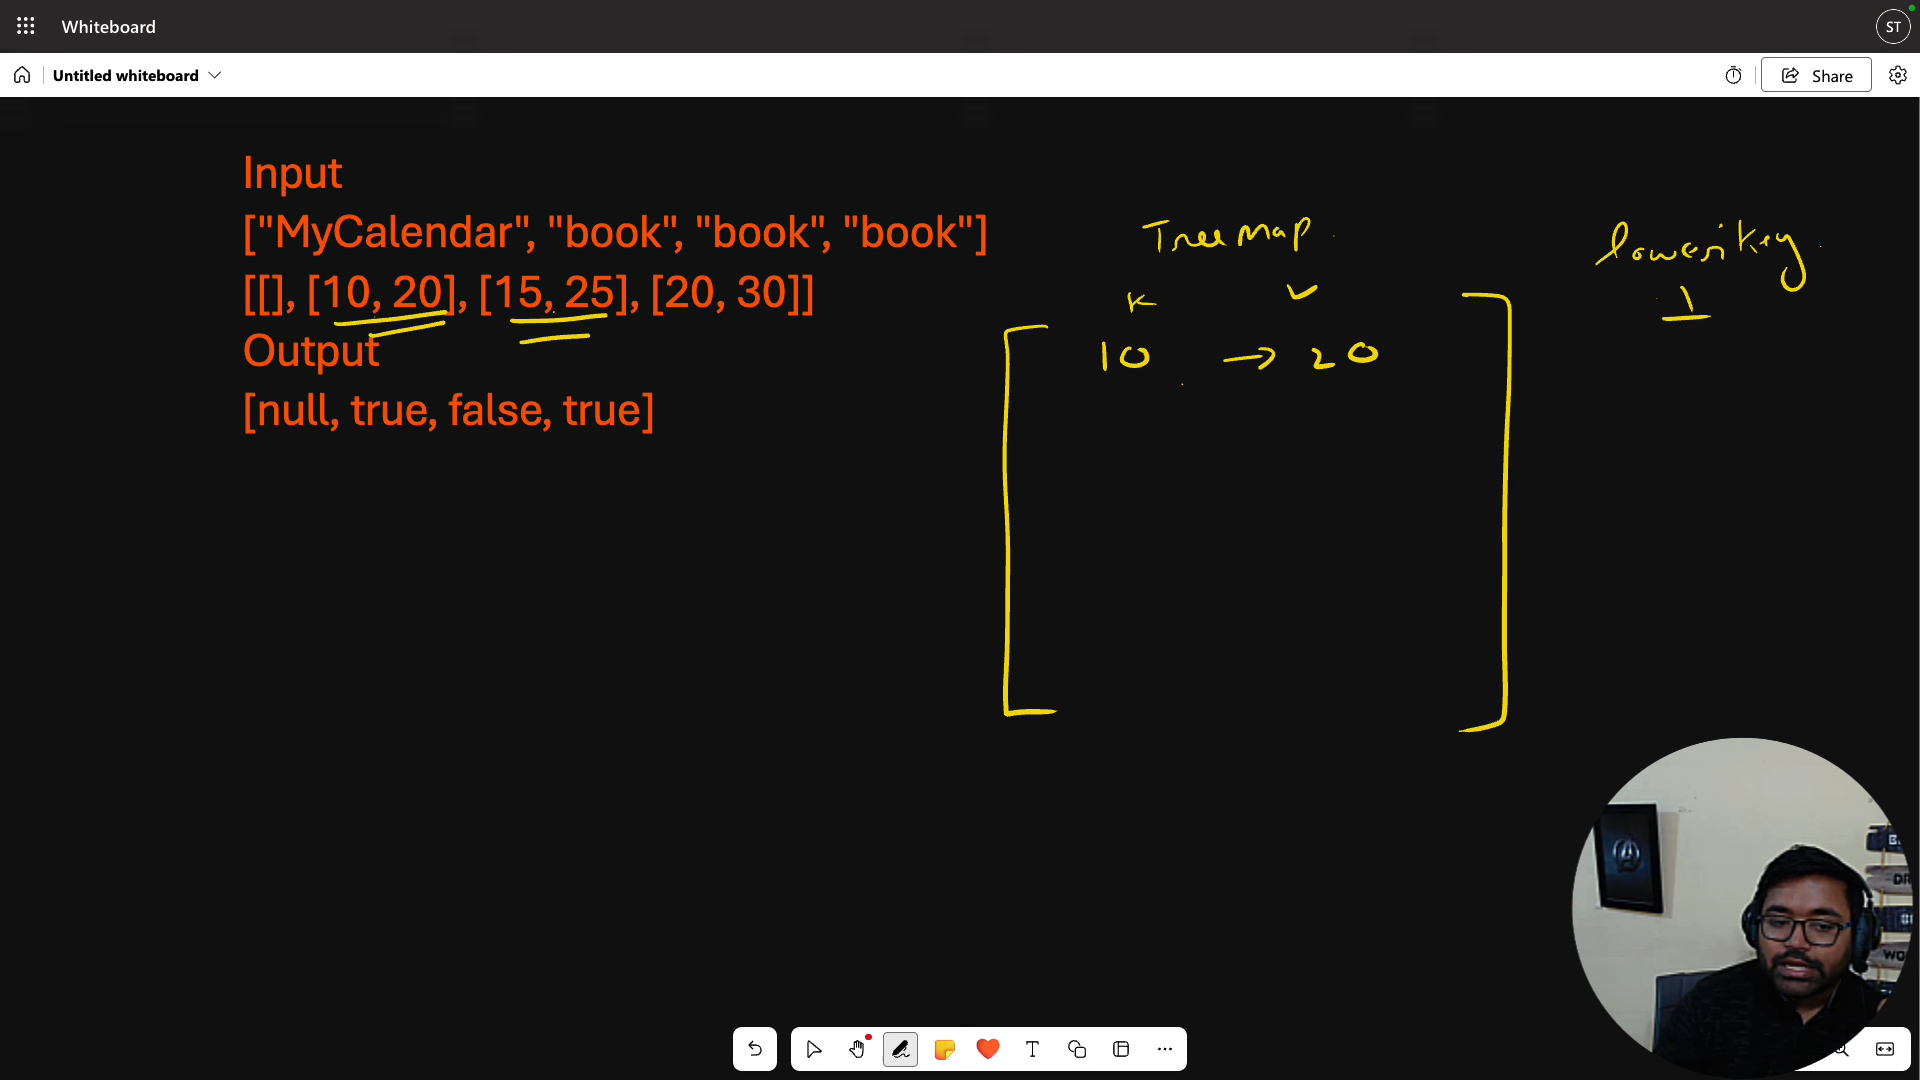 Whiteboard
ST
Untitled whiteboard
Share
Input
["MyCalendar", "book", "book", "book"]
[[], [10, 20], [15, 25], [20, 30]]
Output
[null, true, false, true]
TreeMap
K
V
10 → 20
lowerKey
1
T